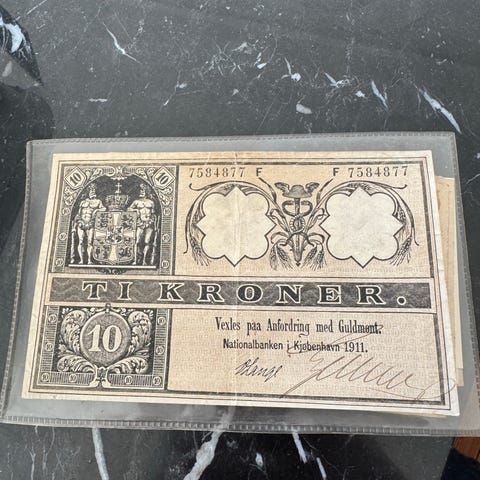 10 10
7584877 F F 7584877
TI KRONER.
10
Vexles paa Anfordring med Guldmønt.
Nationalbanken i Kjøbenhavn 1911.